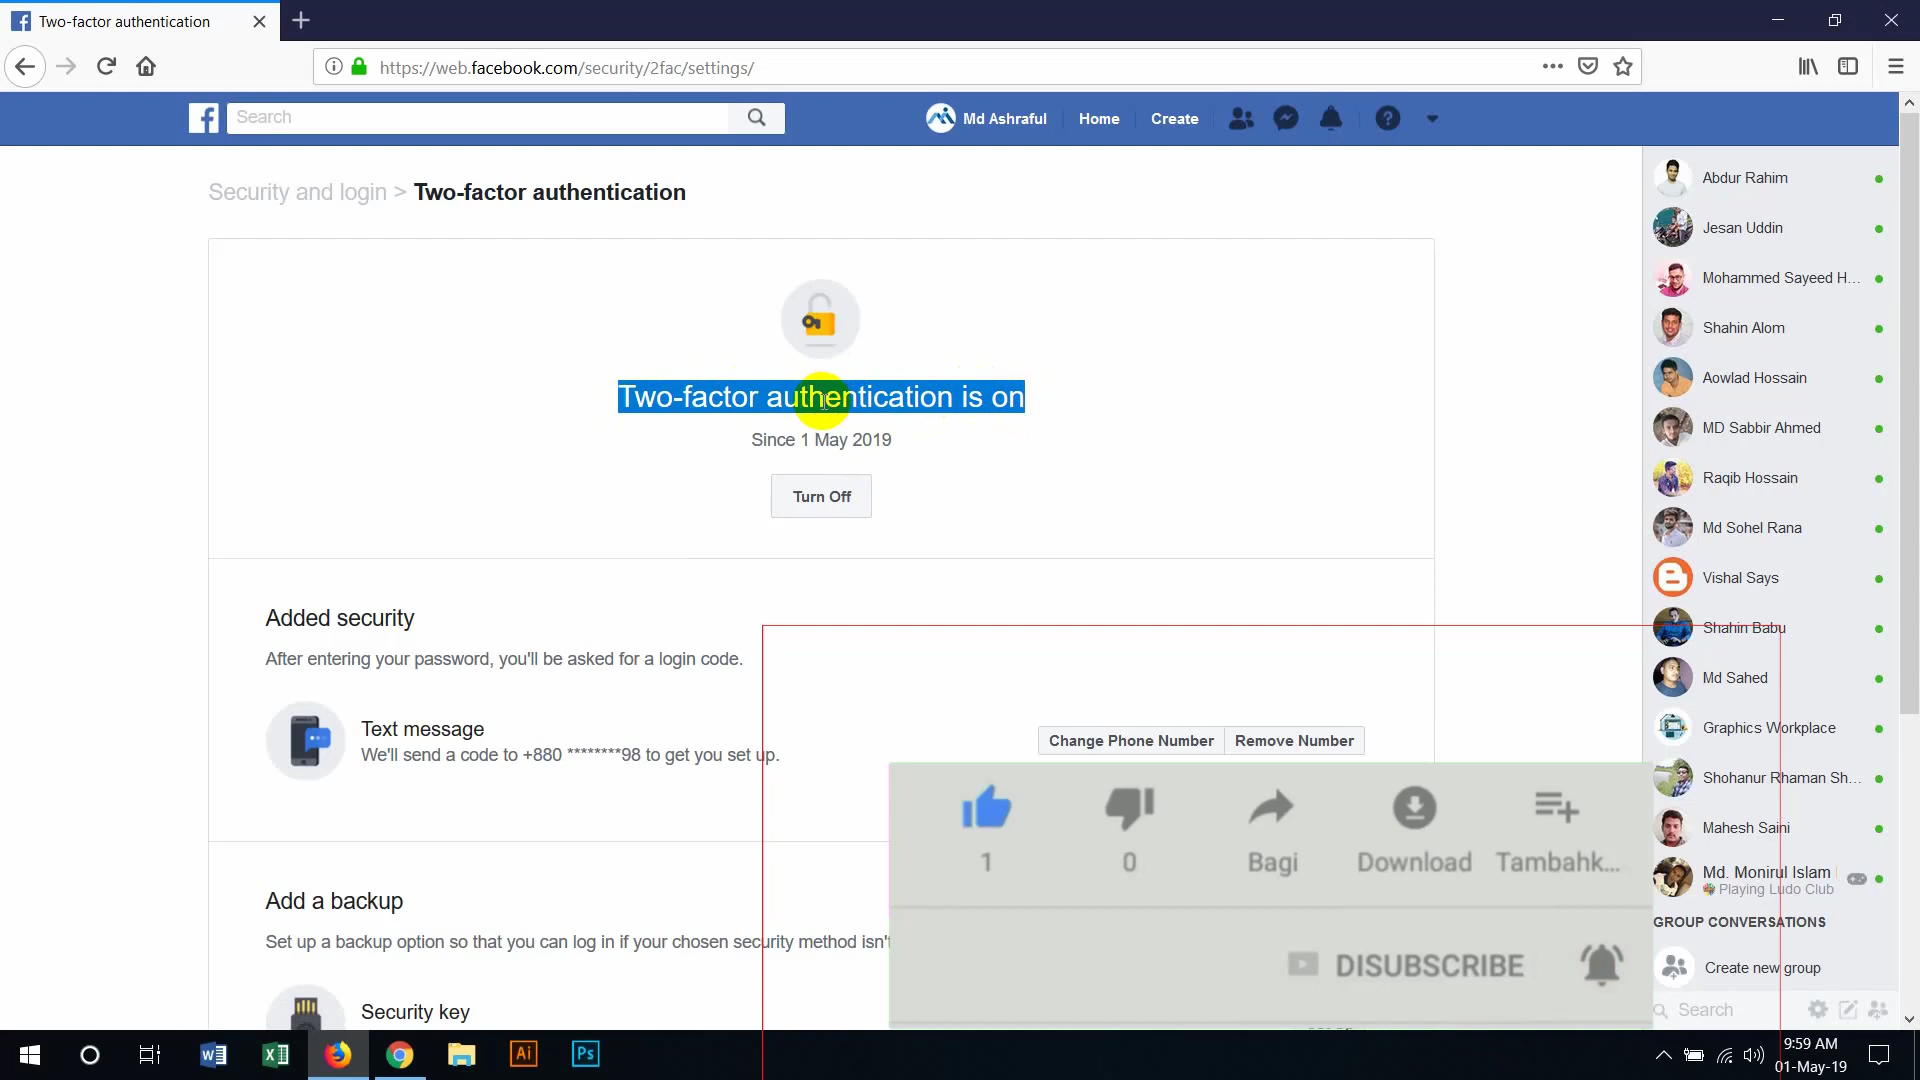 Two-factor authentication
https://web.facebook.com/security/2fac/settings/
Search
Md Ashraful
Home
Create
Security and login > Two-factor authentication
Two-factor authentication is on
Since 1 May 2019
Turn Off
Added security
After entering your password, you'll be asked for a login code.
Text message
We'll send a code to +880 ********98 to get you set up.
Change Phone Number
Remove Number
Add a backup
Set up a backup option so that you can log in if your chosen security method isn't
Security key
1
0
Bagi
Download
Tambahk...
DISUBSCRIBE
Abdur Rahim
Jesan Uddin
Mohammed Sayeed H...
Shahin Alom
Aowlad Hossain
MD Sabbir Ahmed
Raqib Hossain
Md Sohel Rana
Vishal Says
Shahin Babu
Md Sahed
Graphics Workplace
Shohanur Rhaman Sh...
Mahesh Saini
Md. Monirul Islam
Playing Ludo Club
GROUP CONVERSATIONS
Create new group
Search
Ai
Ps
9:59 AM
01-May-19